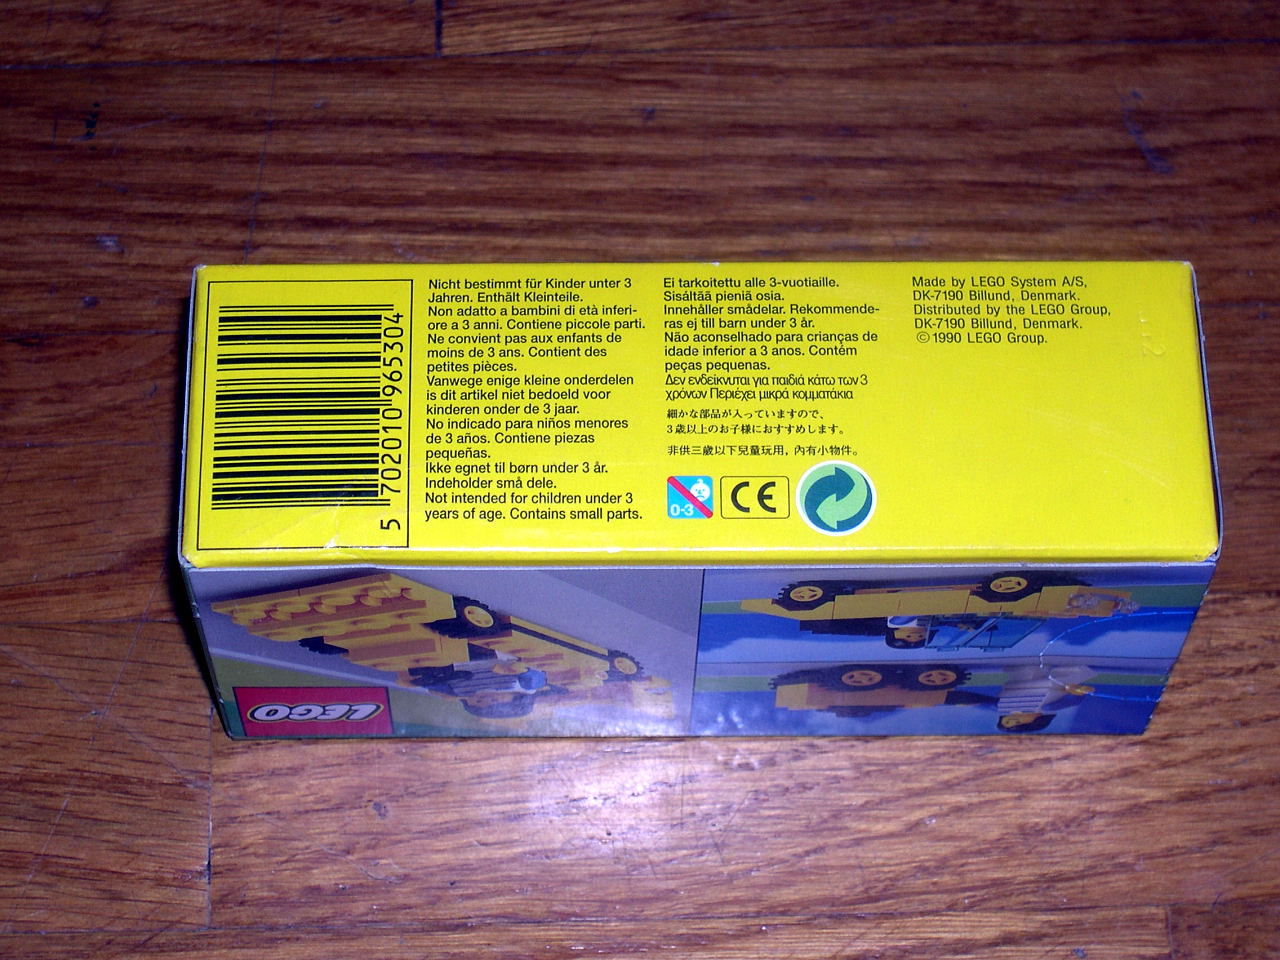 5 702010 965304
Nicht bestimmt für Kinder unter 3
Jahren. Enthält Kleinteile.
Non adatto a bambini di età inferi-
ore a 3 anni. Contiene piccole parti.
Ne convient pas aux enfants de
moins de 3 ans. Contient des
petites pièces.
Vanwege enige kleine onderdelen
is dit artikel niet bedoeld voor
kinderen onder de 3 jaar.
No indicado para niños menores
de 3 años. Contiene piezas
pequeñas.
Ikke egnet til børn under 3 år.
Indeholder små dele.
Not intended for children under 3
years of age. Contains small parts.
Ei tarkoitettu alle 3-vuotiaille.
Sisältää pieniä osia.
Innehåller smådelar. Rekommende-
ras ej till barn under 3 år.
Não aconselhado para crianças de
idade inferior a 3 anos. Contém
peças pequenas.
Δεν ενδείκνυται για παιδιά κάτω των 3
χρόνων Περιέχει μικρά κομματάκια
細かな部品が入っていますので、
3歳以上のお子様におすすめします。
非供三歲以下兒童玩用，內有小物件。
0-3
CE
Made by LEGO System A/S,
DK-7190 Billund, Denmark.
Distributed by the LEGO Group,
DK-7190 Billund, Denmark.
© 1990 LEGO Group.
LEGO